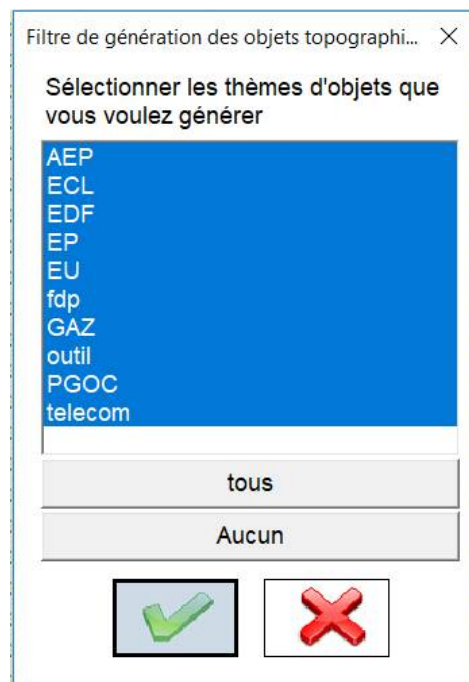 Filtre de génération des objets topographi...
Sélectionner les thèmes d'objets que
vous voulez générer
AEP
ECL
EDF
EP
EU
fdp
GAZ
outil
PGOC
telecom
tous
Aucun